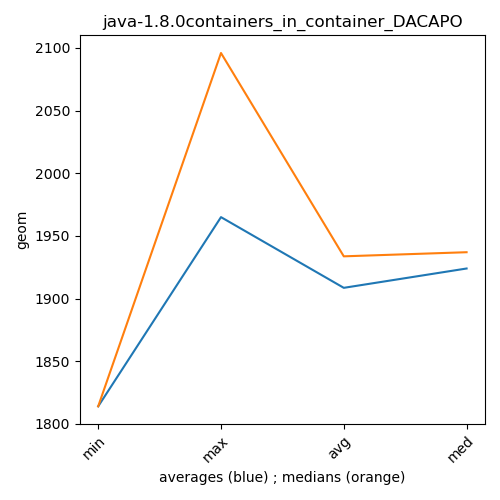 java-1.8.0containers_in_container_DACAPO
2100
2050
2000
1950
1900
1850
1800
geom
min
max
avg
med
averages (blue) ; medians (orange)